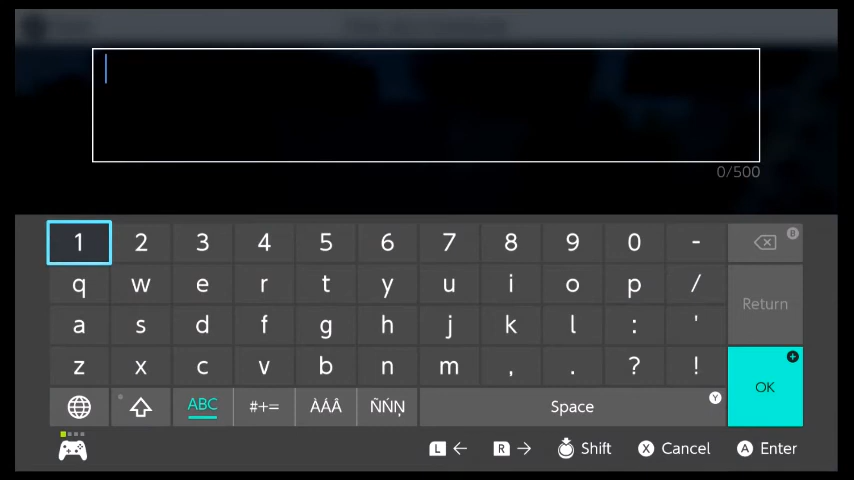 0/500
1 2 3 4 5 6 7 8 9 0 - B
q w e r t y u i o p / Return
a s d f g h j k l : '
z x c v b n m , . ? ! + OK
ABC #+= ÀÁÂ ÑŃŅ Space Y
L ← R → Shift X Cancel A Enter